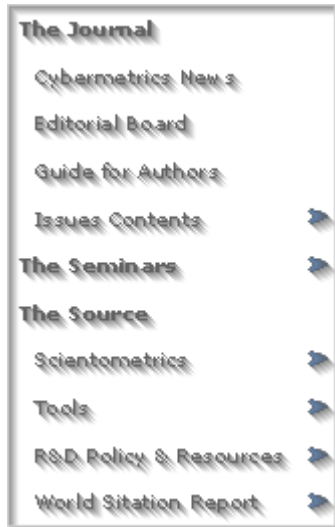 The Journal
Cybermetrics News
Editorial Board
Guide for Authors
Issues Contents
The Seminars
The Source
Scientometrics
Tools
R&D Policy & Resources
World Sitation Report